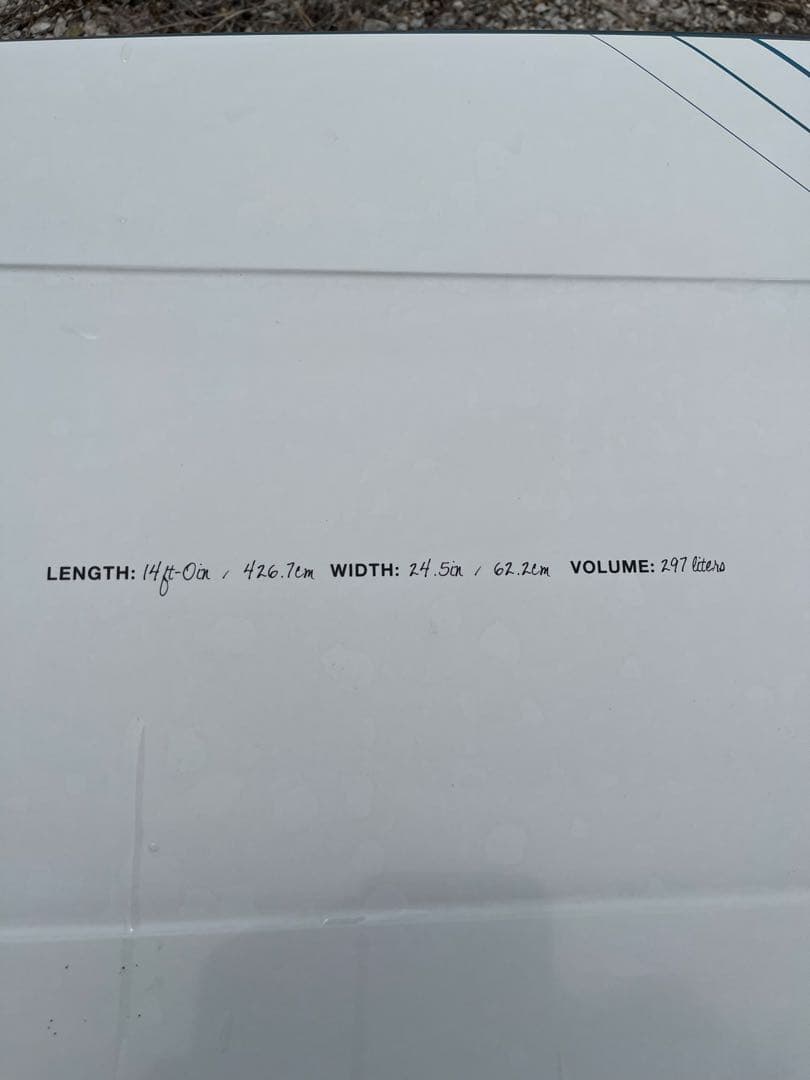 LENGTH: 14ft-0in / 426.7cm WIDTH: 24.5in / 62.2cm VOLUME: 297 liters